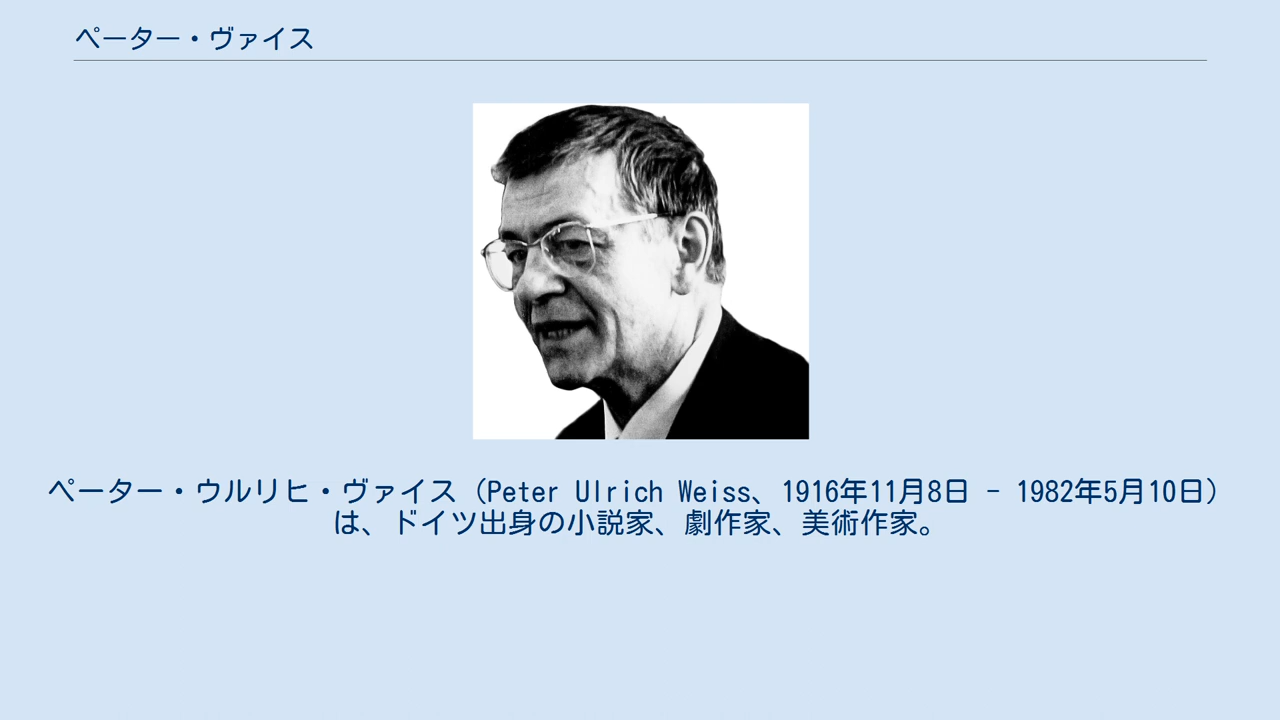 ペーター・ヴァイス
ペーター・ウルリヒ・ヴァイス（Peter Ulrich Weiss、1916年11月8日 - 1982年5月10日）
は、ドイツ出身の小説家、劇作家、美術作家。